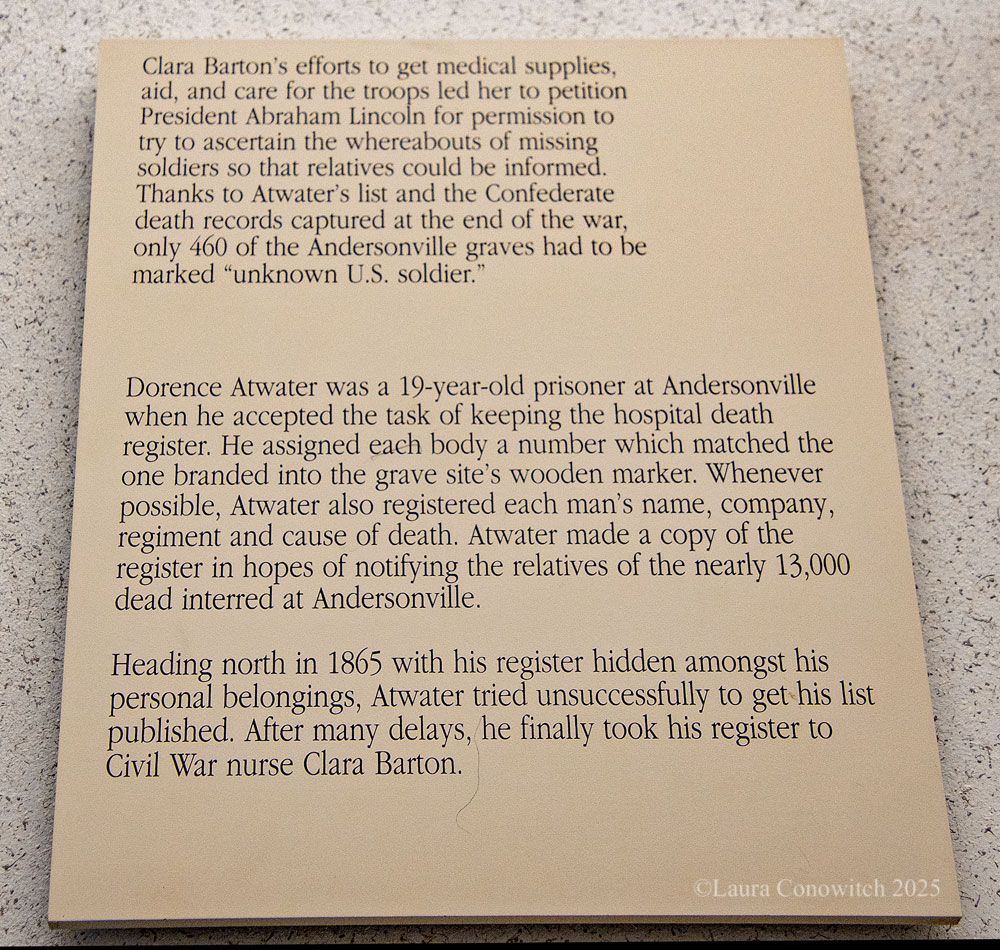 Clara Barton's efforts to get medical supplies,
aid, and care for the troops led her to petition
President Abraham Lincoln for permission to
try to ascertain the whereabouts of missing
soldiers so that relatives could be informed.
Thanks to Atwater's list and the Confederate
death records captured at the end of the war,
only 460 of the Andersonville graves had to be
marked “unknown U.S. soldier.”
Dorence Atwater was a 19-year-old prisoner at Andersonville
when he accepted the task of keeping the hospital death
register. He assigned each body a number which matched the
one branded into the grave site's wooden marker. Whenever
possible, Atwater also registered each man's name, company,
regiment and cause of death. Atwater made a copy of the
register in hopes of notifying the relatives of the nearly 13,000
dead interred at Andersonville.
Heading north in 1865 with his register hidden amongst his
personal belongings, Atwater tried unsuccessfully to get his list
published. After many delays, he finally took his register to
Civil War nurse Clara Barton.
©Laura Conowitch 2025